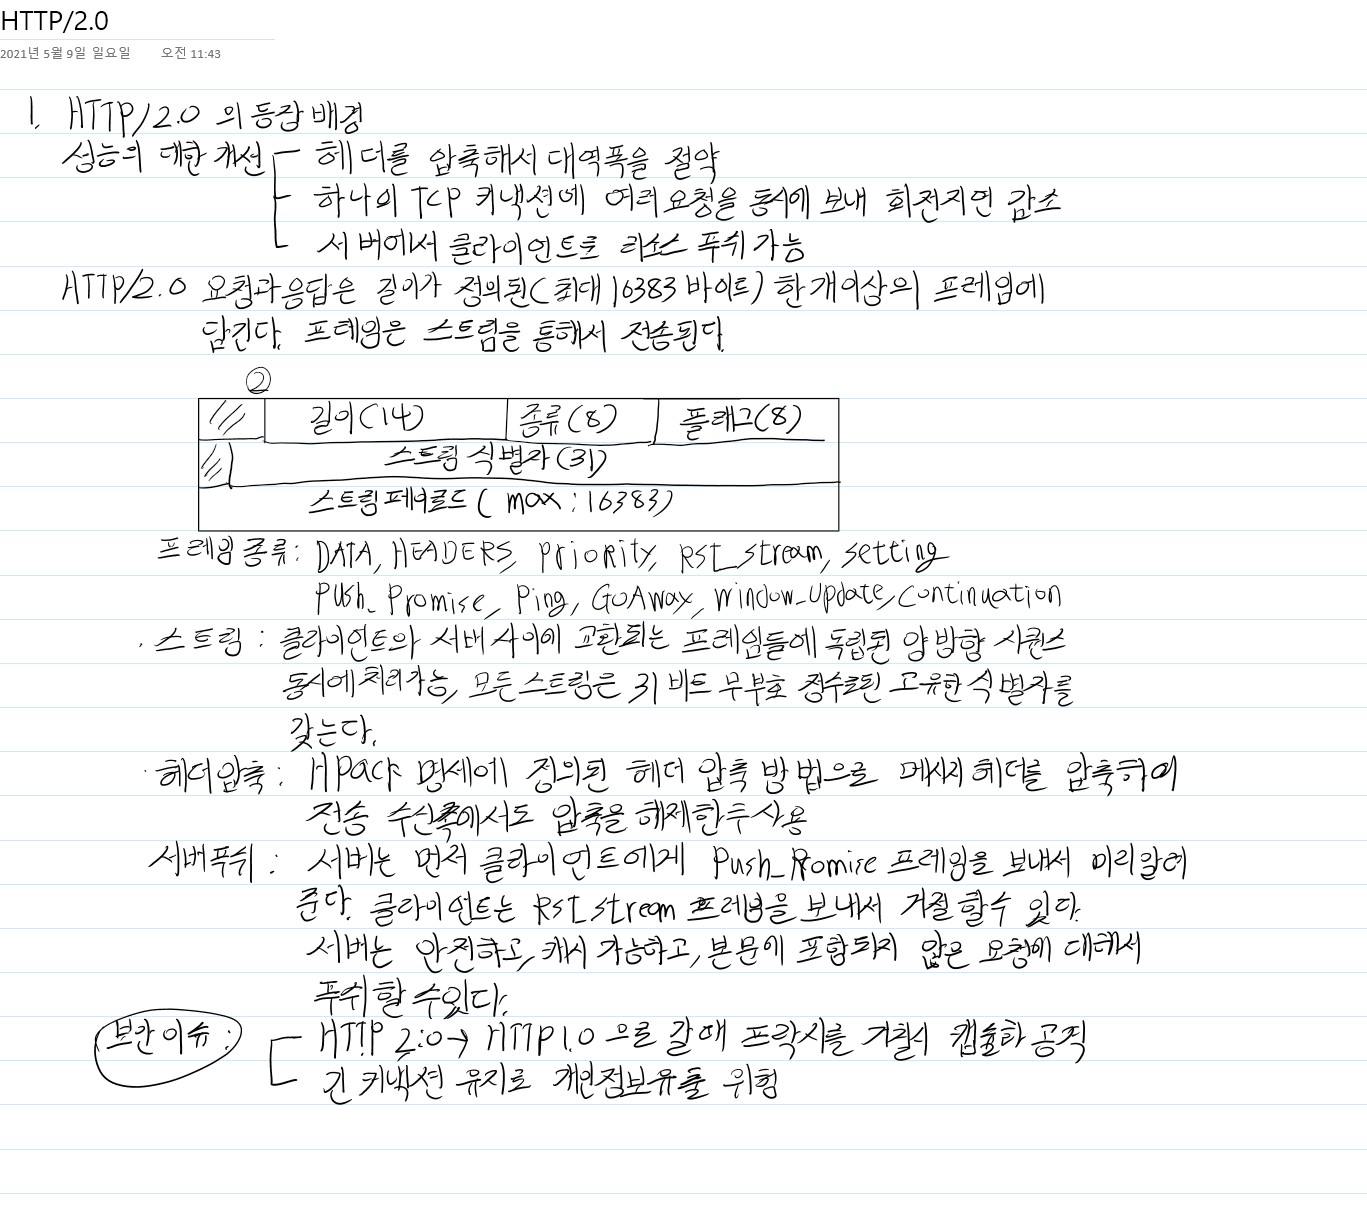 HTTP/2.0
2021년 5월 9일 일요일 오전 11:43
1. HTTP/2.0 의 등장 배경
성능의 대한 개선 - 헤더를 압축해서 대역폭을 절약
- 하나의 TCP 커넥션에 여러 요청을 동시에 보내 회전지연 감소
- 서버에서 클라이언트로 리소스 푸쉬 가능
HTTP/2.0 요청과 응답은 길이가 정의된(최대 16383 바이트) 한 개이상의 프레임에
담긴다. 프레임은 스트림을 통해서 전송된다.
②
길이(14) 종류(8) 플래그(8)
스트림 식별자(31)
스트림페이로드( max : 16383)
프레임 종류 : DATA, HEADERS, Priority, RST_stream, setting
Push_Promise, Ping, GoAway, window_update, continuation
· 스트림 : 클라이언트와 서버 사이에 교환되는 프레임들에 독립된 양방향 시퀀스
동시에 처리가능, 모든 스트림은 31 비트 무부호 정수로된 고유한 식별자를
갖는다.
· 헤더압축 : HPACK 명세에 정의된 헤더 압축 방법으로 메시지 헤더를 압축하여
전송 수신측에서도 압축을 해제한후 사용
서버푸쉬 : 서버는 먼저 클라이언트에게 Push_Promise 프레임을 보내서 미리알려
준다. 클라이언트는 RST_stream 프레임을 보내서 거절 할수 있다.
서버는 안전하고, 캐시 가능하고, 본문에 포함되지 않은 요청에 대해서
푸쉬 할 수있다.
보안 이슈 : HTTP 2.0 → HTTP 1.0 으로 갈때 프락시를 거칠시 캡슐화 공격
긴 커넥션 유지로 개인정보유출 위험